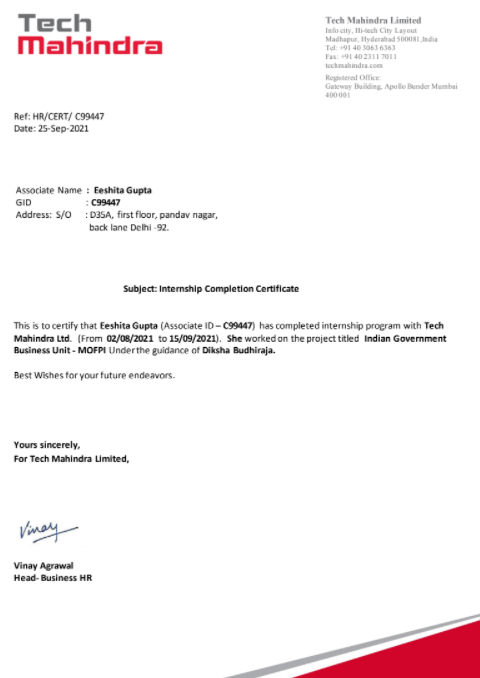 Tech
Mahindra
Tech Mahindra Limited
Info city, Hi-tech City Layout
Madhapur, Hyderabad 500081,India
Tel: +91 40 3063 6363
Fax: +91 40 2311 7011
techmahindra.com
Registered Office:
Gateway Building, Apollo Bunder Mumbai
400 001
Ref: HR/CERT/ C99447
Date: 25-Sep-2021
Associate Name : Eeshita Gupta
GID : C99447
Address: S/O : D35A, first floor, pandav nagar,
back lane Delhi -92.
Subject: Internship Completion Certificate
This is to certify that Eeshita Gupta (Associate ID – C99447) has completed internship program with Tech
Mahindra Ltd. (From 02/08/2021 to 15/09/2021). She worked on the project titled Indian Government
Business Unit - MOFPI Under the guidance of Diksha Budhiraja.
Best Wishes for your future endeavors.
Yours sincerely,
For Tech Mahindra Limited,
Vinay
Vinay Agrawal
Head- Business HR